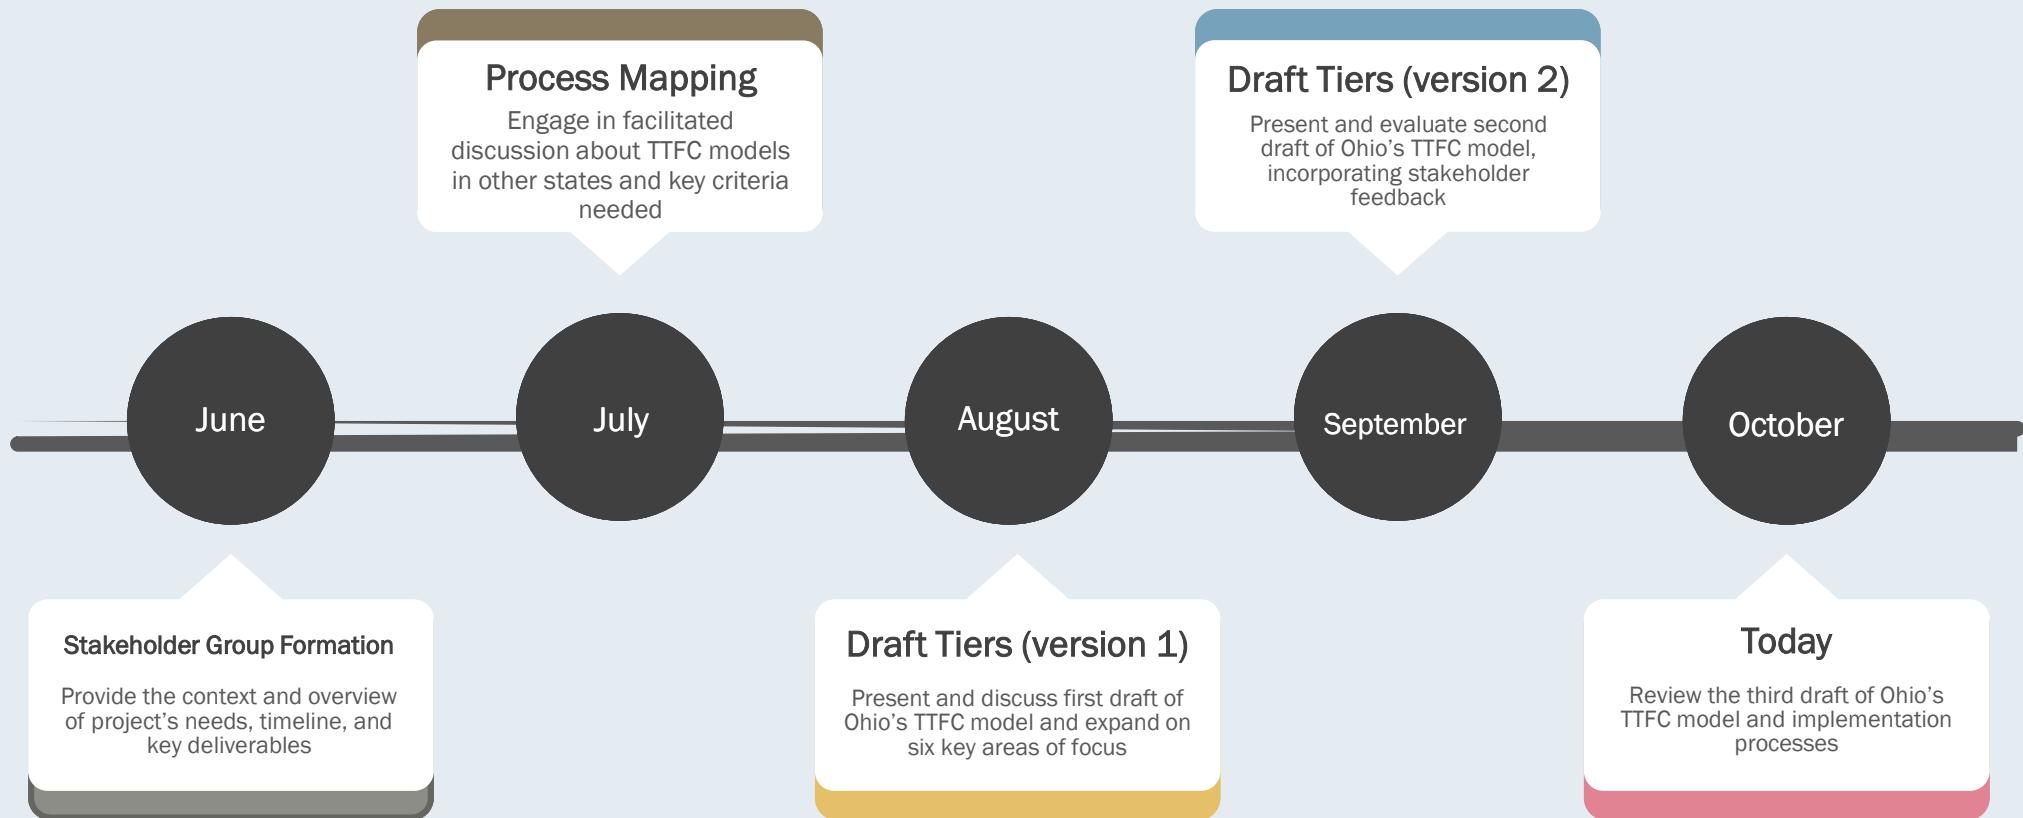 Process Mapping
Engage in facilitated
discussion about TTFC models
in other states and key criteria
needed
Draft Tiers (version 2)
Present and evaluate second
draft of Ohio’s TTFC model,
incorporating stakeholder
feedback
June
July
August
September
October
Stakeholder Group Formation
Provide the context and overview
of project’s needs, timeline, and
key deliverables
Draft Tiers (version 1)
Present and discuss first draft of
Ohio’s TTFC model and expand on
six key areas of focus
Today
Review the third draft of Ohio’s
TTFC model and implementation
processes